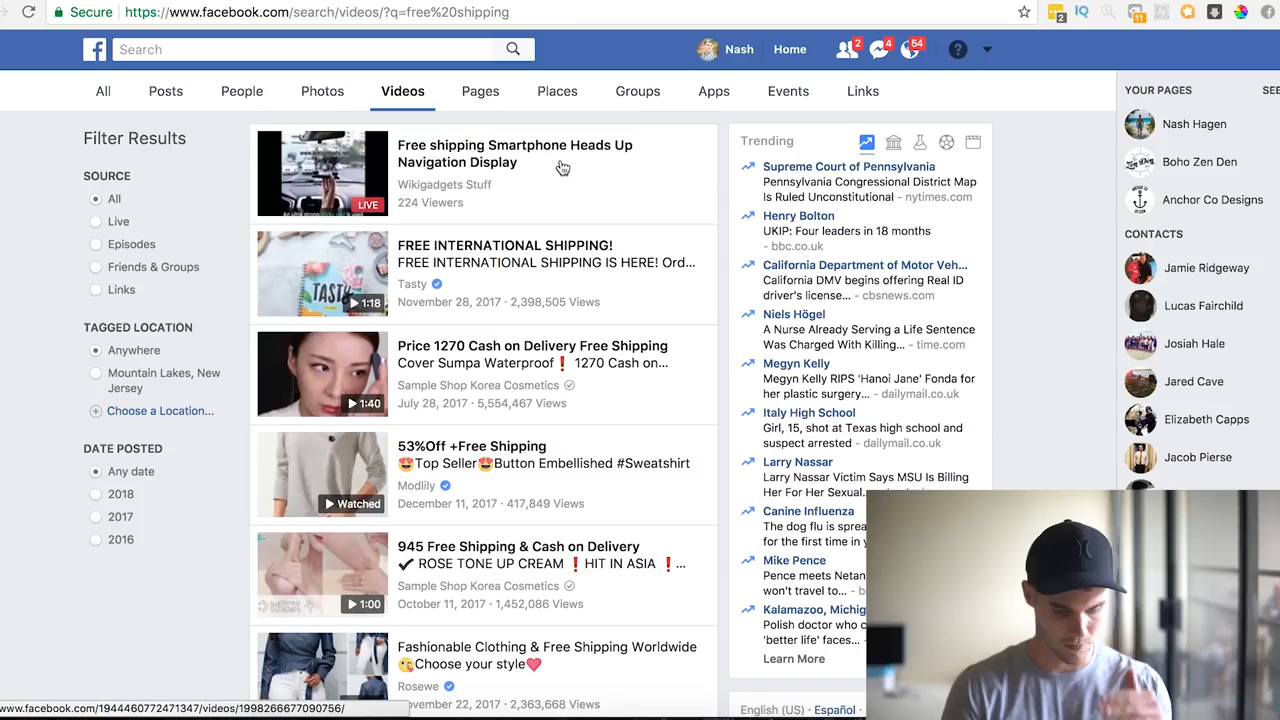 Secure https://www.facebook.com/search/videos/?q=free%20shipping
2
IQ
11
f Search
Nash Home 2 4 54 ?
All Posts People Photos Videos Pages Places Groups Apps Events Links
Filter Results
SOURCE
All
Live
Episodes
Friends & Groups
Links
TAGGED LOCATION
Anywhere
Mountain Lakes, New
Jersey
Choose a Location...
DATE POSTED
Any date
2018
2017
2016
LIVE
Free shipping Smartphone Heads Up
Navigation Display
Wikigadgets Stuff
224 Viewers
TASTY
1:18
FREE INTERNATIONAL SHIPPING!
FREE INTERNATIONAL SHIPPING IS HERE! Ord...
Tasty
November 28, 2017 · 2,398,505 Views
1:40
Price 1270 Cash on Delivery Free Shipping
Cover Sumpa Waterproof❗ 1270 Cash on...
Sample Shop Korea Cosmetics
July 28, 2017 · 5,554,467 Views
Watched
53%Off +Free Shipping
😍Top Seller😍Button Embellished #Sweatshirt
Modlily
December 11, 2017 · 417,849 Views
1:00
945 Free Shipping & Cash on Delivery
✔ ROSE TONE UP CREAM ❗HIT IN ASIA ❗...
Sample Shop Korea Cosmetics
October 11, 2017 · 1,452,086 Views
Fashionable Clothing & Free Shipping Worldwide
😘Choose your style❤
Rosewe
November 22, 2017 · 2,363,668 Views
www.facebook.com/1944460772471347/videos/1998266677090756/
Trending
Supreme Court of Pennsylvania
Pennsylvania Congressional District Map
Is Ruled Unconstitutional - nytimes.com
Henry Bolton
UKIP: Four leaders in 18 months
- bbc.co.uk
California Department of Motor Veh...
California DMV begins offering Real ID
driver's license... - cbsnews.com
Niels Högel
A Nurse Already Serving a Life Sentence
Was Charged With Killing... - time.com
Megyn Kelly
Megyn Kelly RIPS 'Hanoi Jane' Fonda for
her plastic surgery... - dailymail.co.uk
Italy High School
Girl, 15, shot at Texas high school and
suspect arrested - dailymail.co.uk
Larry Nassar
Larry Nassar Victim Says MSU Is Billing
Her For Her Sexual...
Canine Influenza
The dog flu is sprea
for the first time in
Mike Pence
Pence meets Netan
won't travel to... - b
Kalamazoo, Michig
Polish doctor who c
'better life' faces...
Learn More
English (US) · Español ·
YOUR PAGES SEE
Nash Hagen
Boho Zen Den
Anchor Co Designs
CONTACTS
Jamie Ridgeway
Lucas Fairchild
Josiah Hale
Jared Cave
Elizabeth Capps
Jacob Pierse